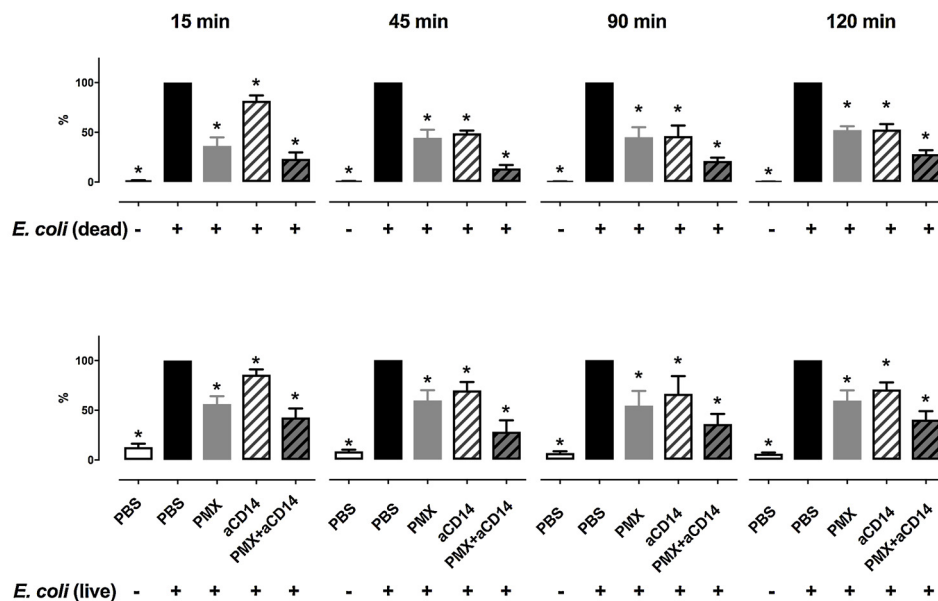 15 min 45 min 90 min 120 min
* * * * * * * * * * * * * * * *
%
100
50
0
E. coli (dead) - + + + + - + + + + - + + + + - + + + +
* * * * * * * * * * * * * * * *
%
100
50
0
PBS PBS PMX aCD14 PMX+aCD14 PBS PBS PMX aCD14 PMX+aCD14 PBS PBS PMX aCD14 PMX+aCD14 PBS PBS PMX aCD14 PMX+aCD14
E. coli (live) - + + + + - + + + + - + + + + - + + + +